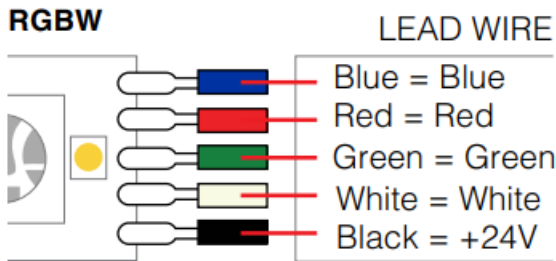 RGBW
LEAD WIRE
Blue = Blue
Red = Red
Green = Green
White = White
Black = +24V